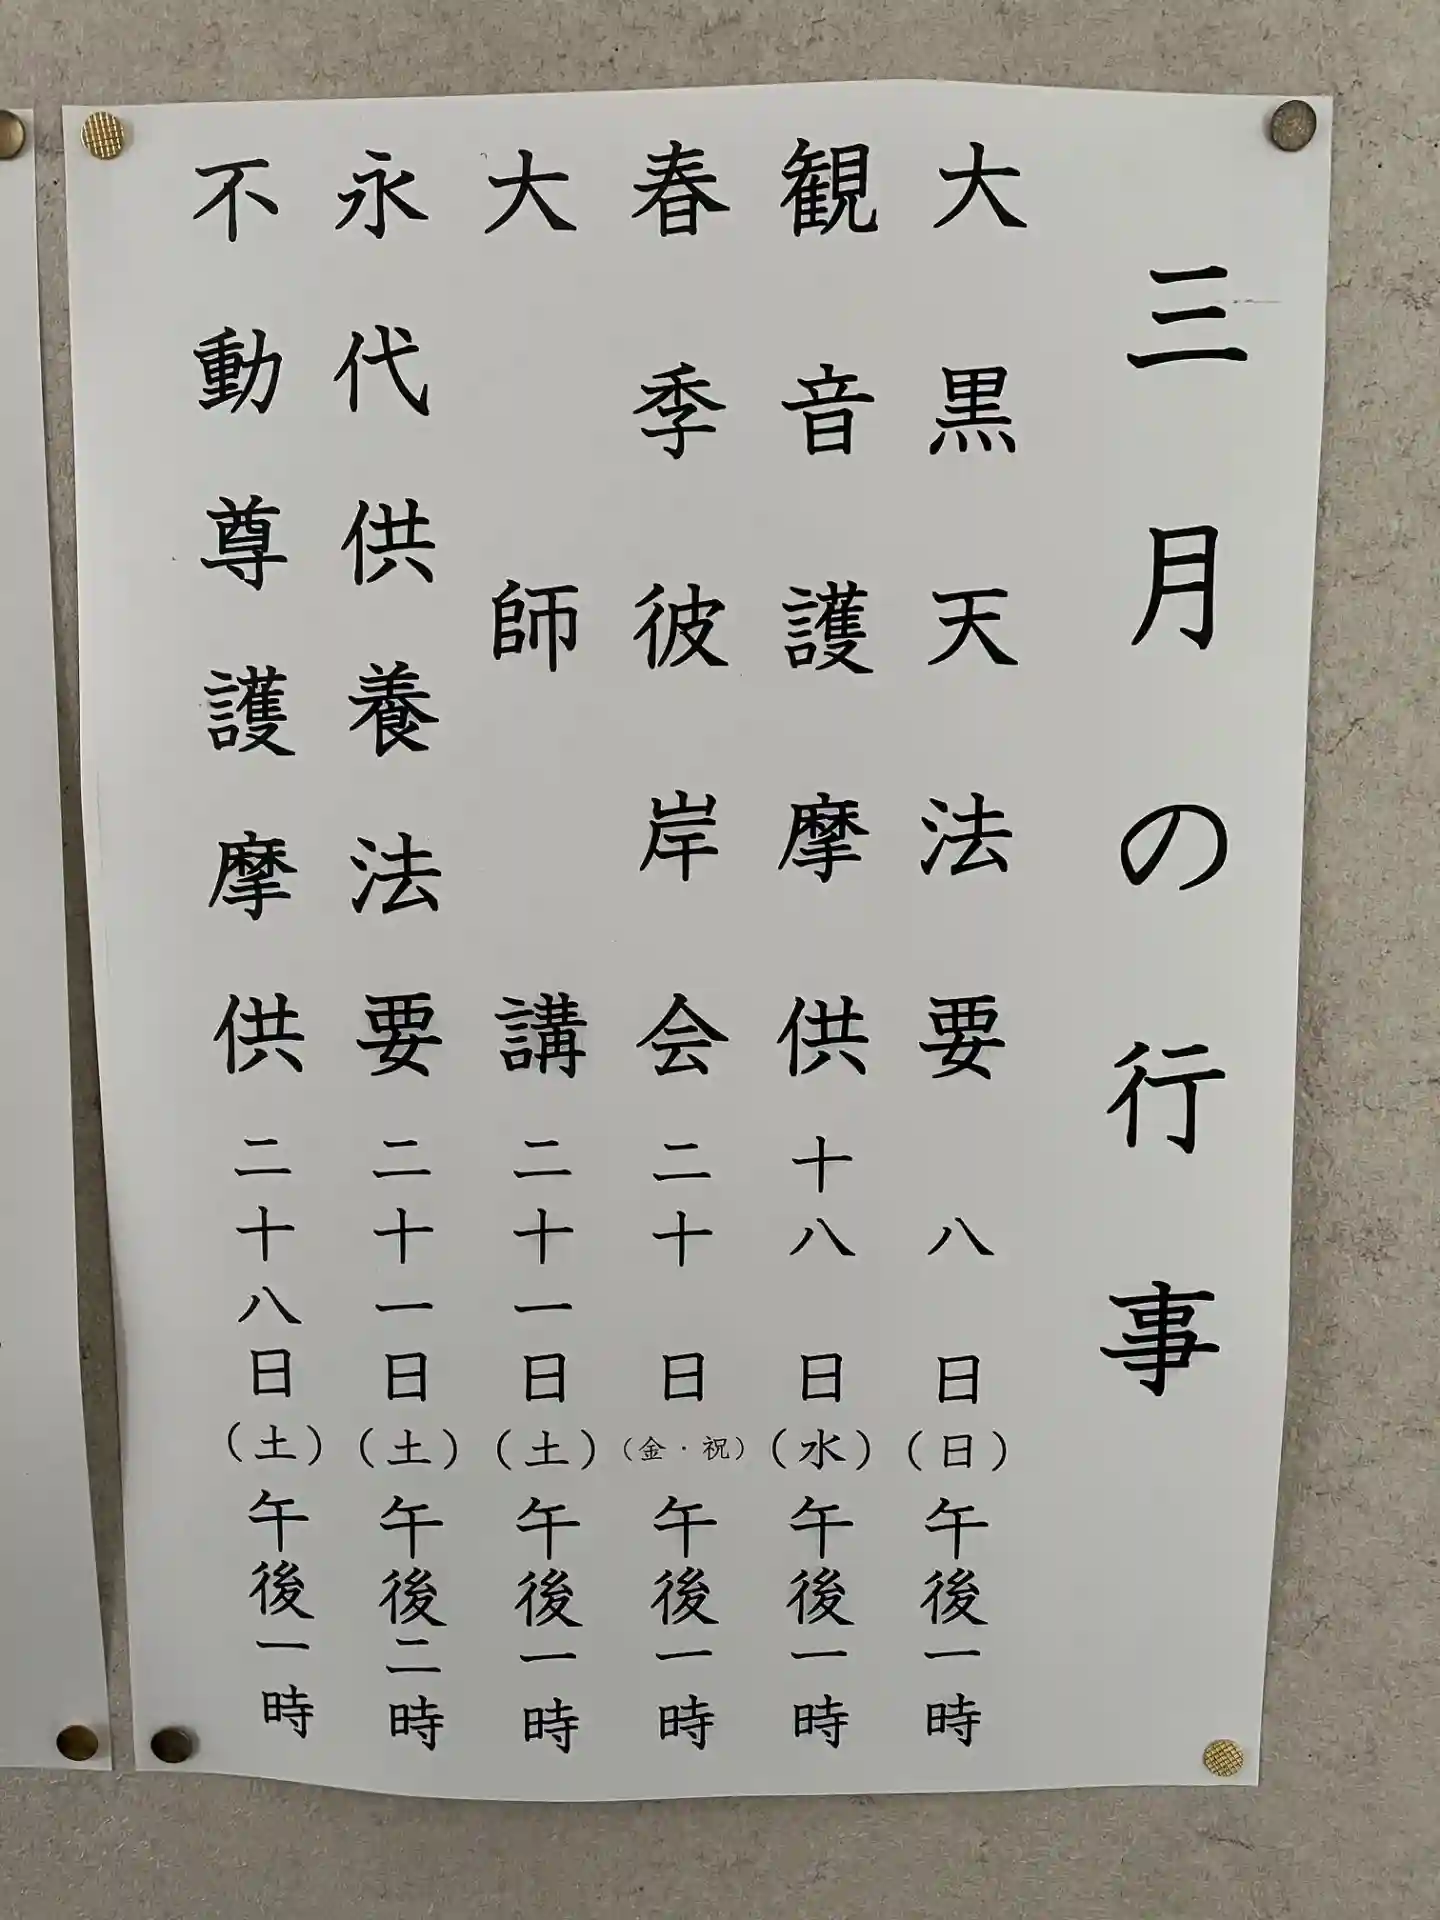 三月の行事
大黒天法要 八日(日)午後一時
観音護摩供 十八日(水)午後一時
春季彼岸会 二十日(金・祝)午後一時
大師講 二十一日(土)午後一時
永代供養法要 二十一日(土)午後二時
不動尊護摩供 二十八日(土)午後一時